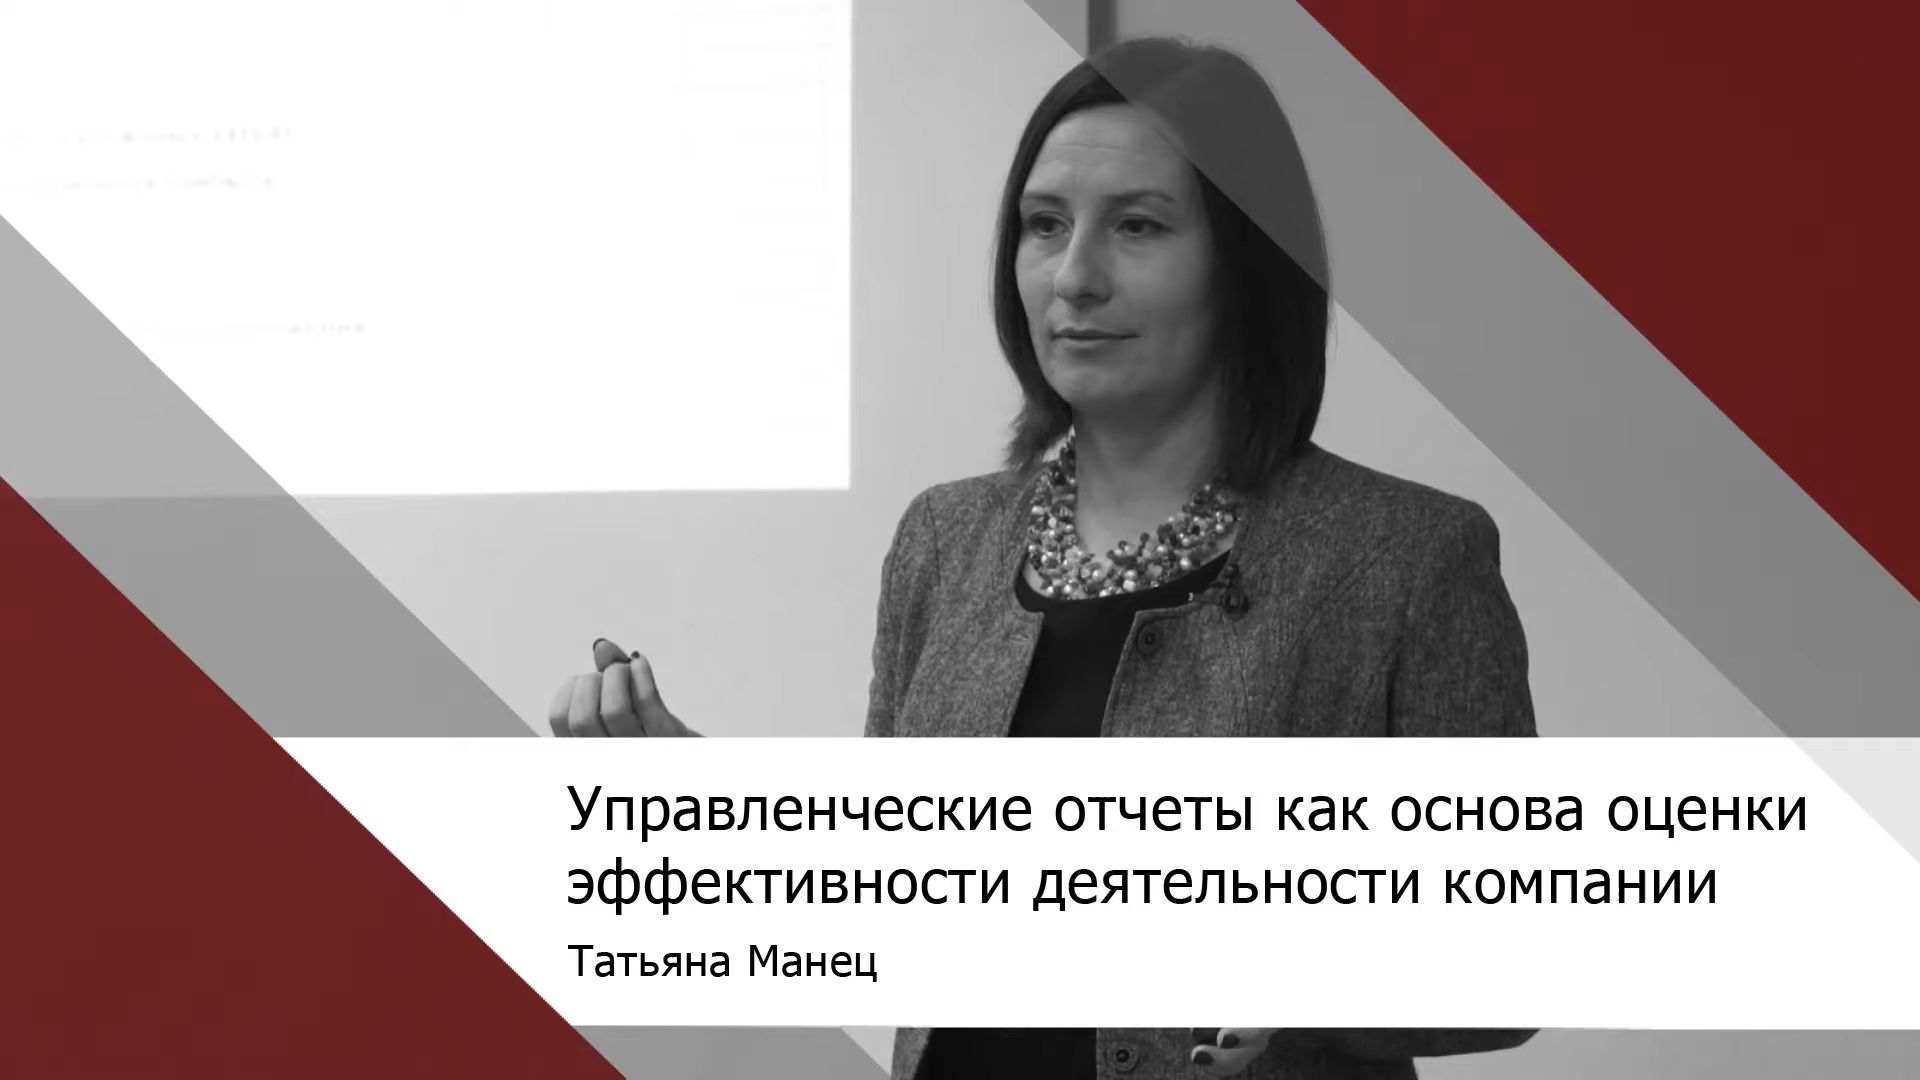 Управленческие отчеты как основа оценки
эффективности деятельности компании
Татьяна Манец